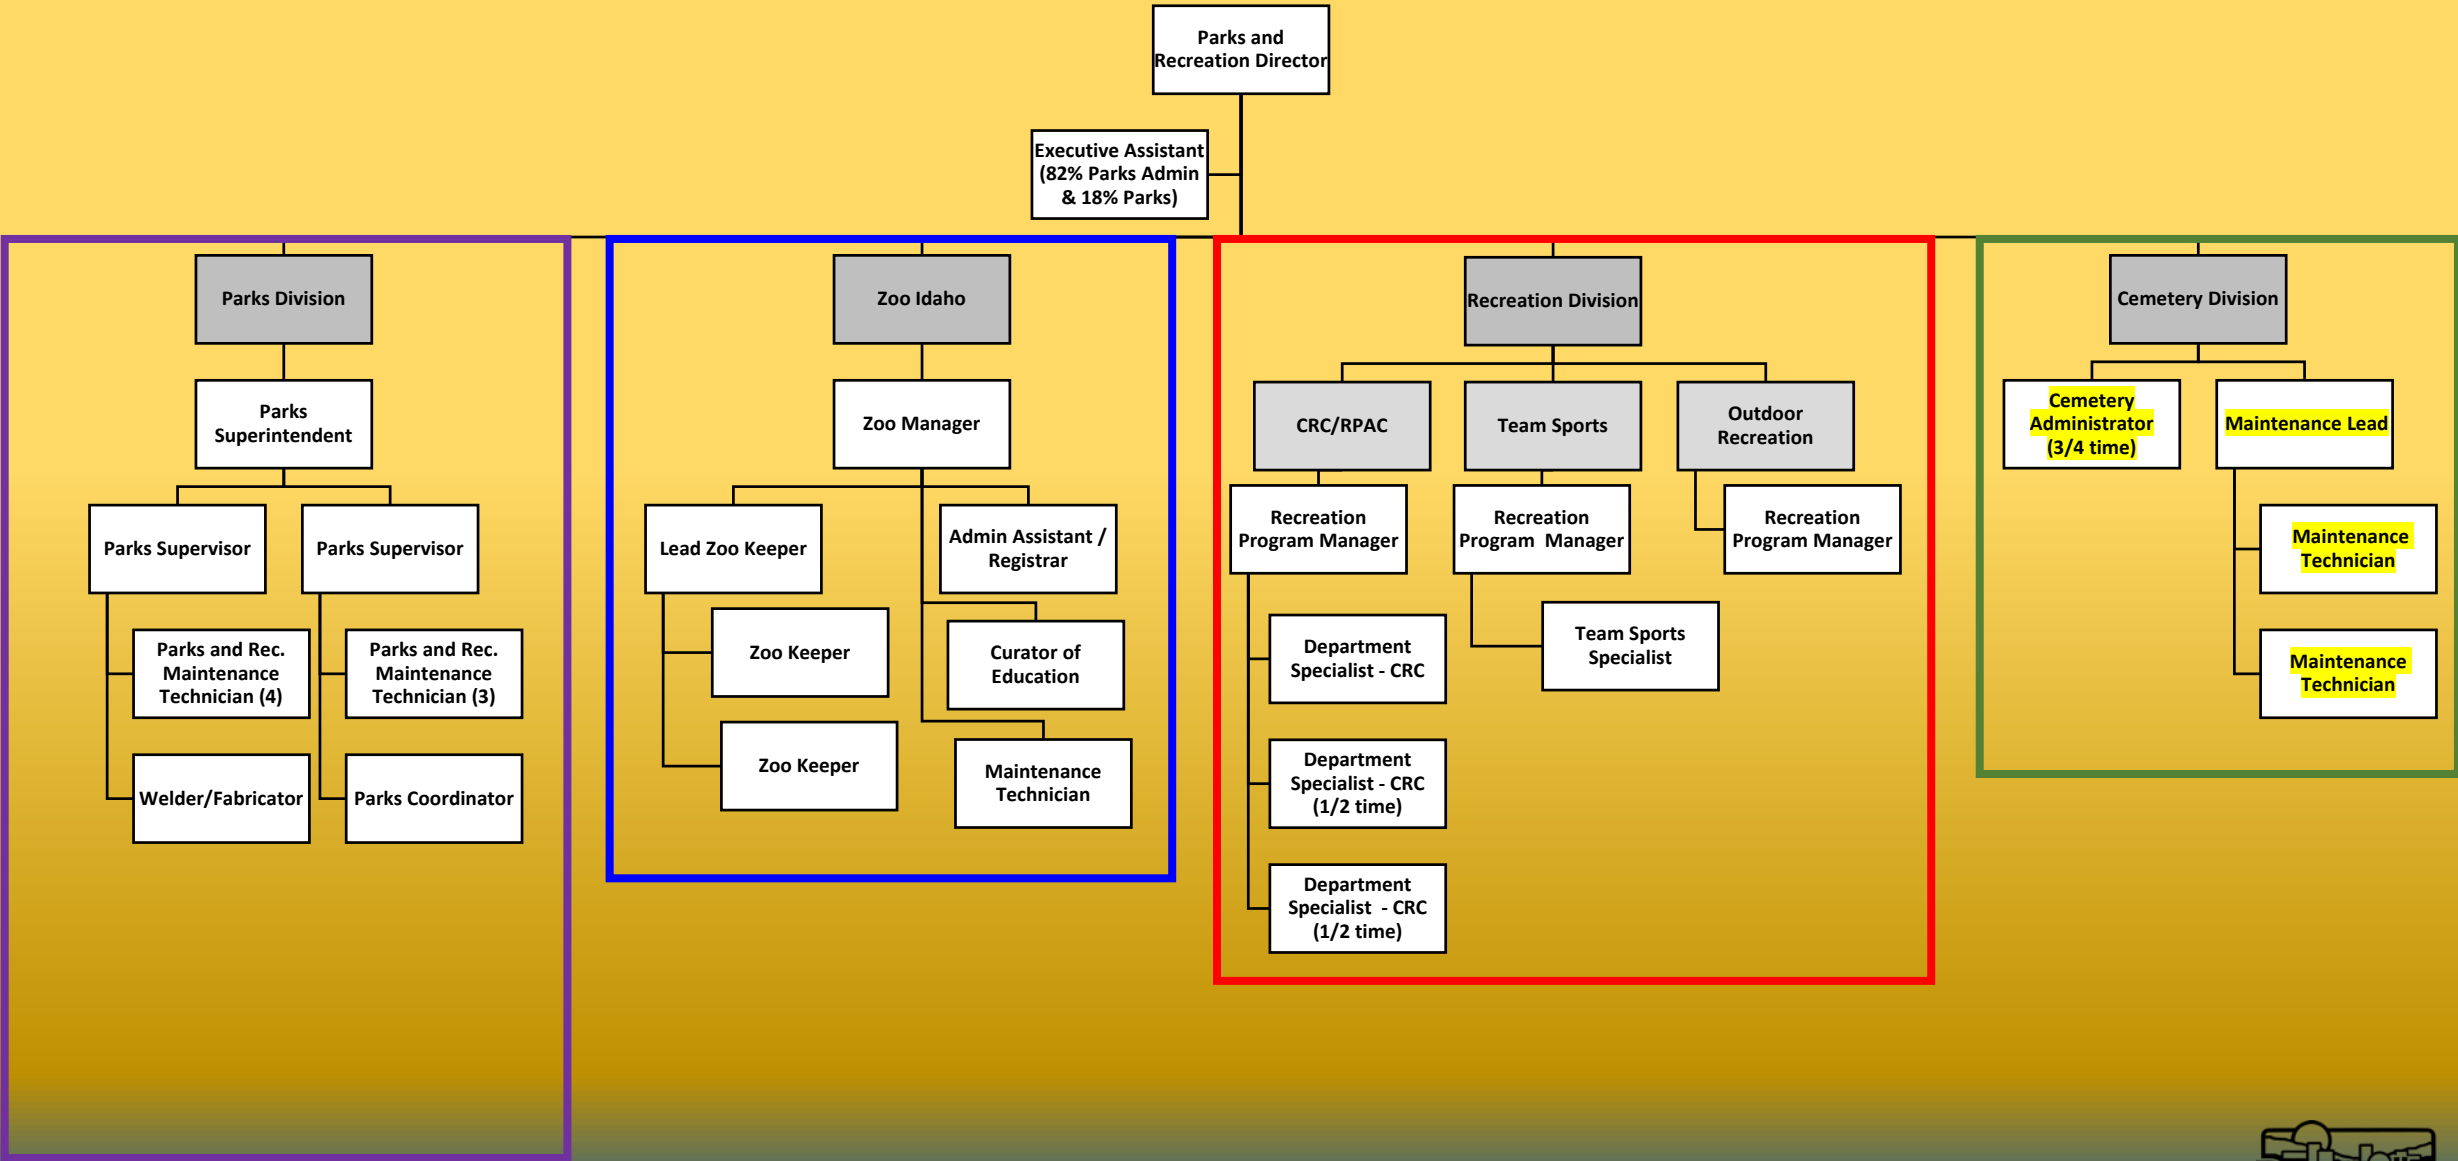 Parks and
Recreation Director
Executive Assistant
(82% Parks Admin
& 18% Parks)
Parks Division
Parks
Superintendent
Parks Supervisor
Parks and Rec.
Maintenance
Technician (4)
Welder/Fabricator
Parks Supervisor
Parks and Rec.
Maintenance
Technician (3)
Parks Coordinator
Zoo Idaho
Zoo Manager
Lead Zoo Keeper
Zoo Keeper
Zoo Keeper
Admin Assistant /
Registrar
Curator of
Education
Maintenance
Technician
Recreation Division
CRC/RPAC
Recreation
Program Manager
Department
Specialist - CRC
Department
Specialist - CRC
(1/2 time)
Department
Specialist  - CRC
(1/2 time)
Team Sports
Recreation
Program  Manager
Team Sports
Specialist
Outdoor
Recreation
Recreation
Program Manager
Cemetery Division
Cemetery
Administrator
(3/4 time)
Maintenance Lead
Maintenance
Technician
Maintenance
Technician